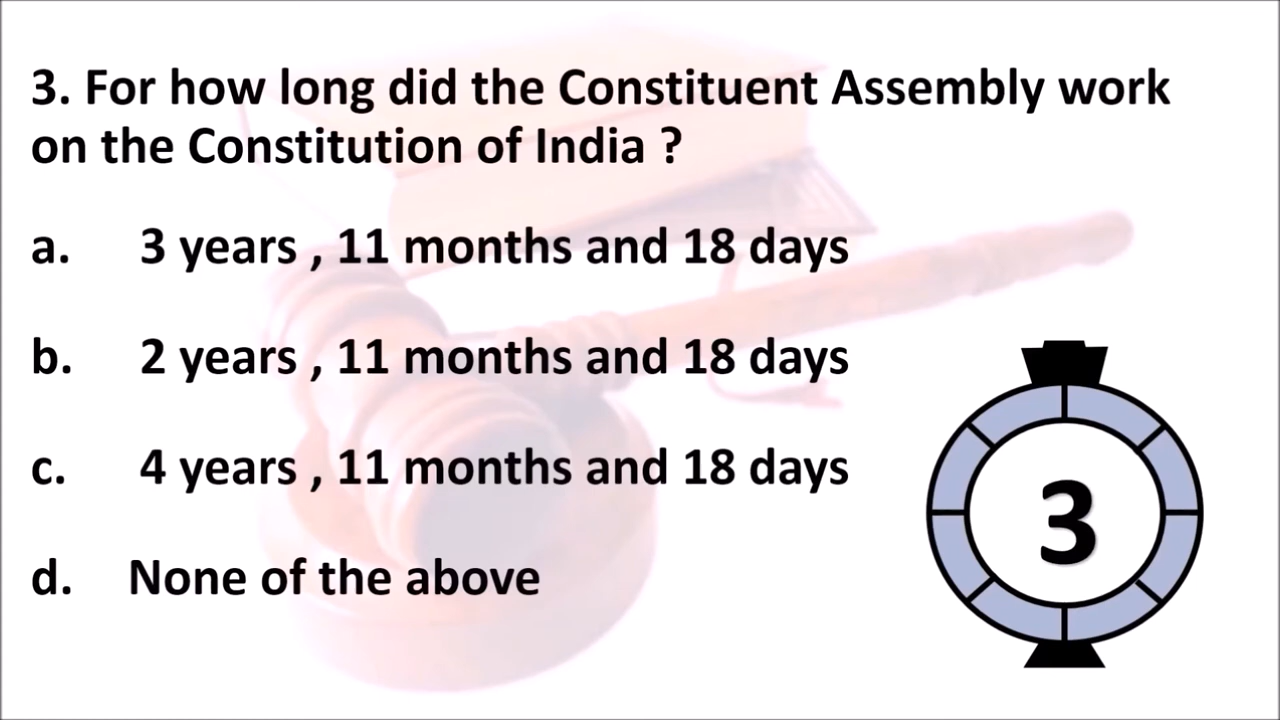 3. For how long did the Constituent Assembly work
on the Constitution of India ?
a. 3 years , 11 months and 18 days
b. 2 years , 11 months and 18 days
c. 4 years , 11 months and 18 days
d. None of the above
3